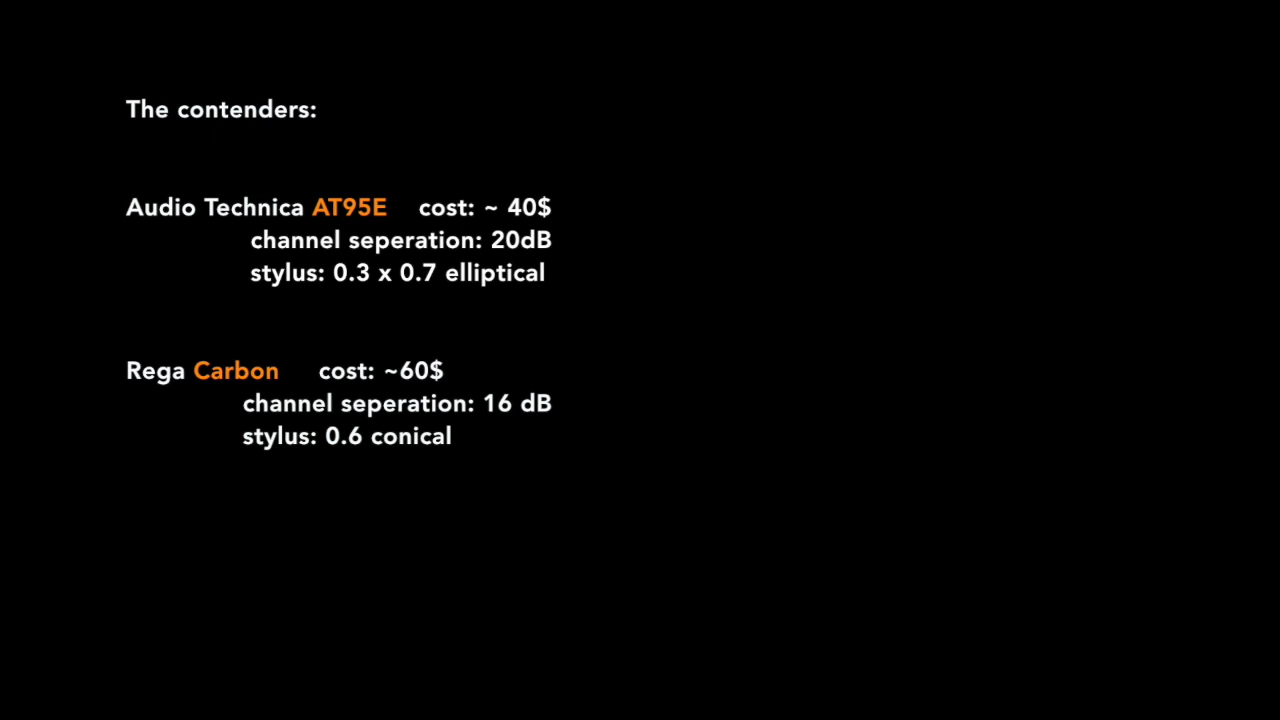 The contenders:
Audio Technica AT95E cost: ~ 40$
channel seperation: 20dB
stylus: 0.3 x 0.7 elliptical
Rega Carbon cost: ~60$
channel seperation: 16 dB
stylus: 0.6 conical